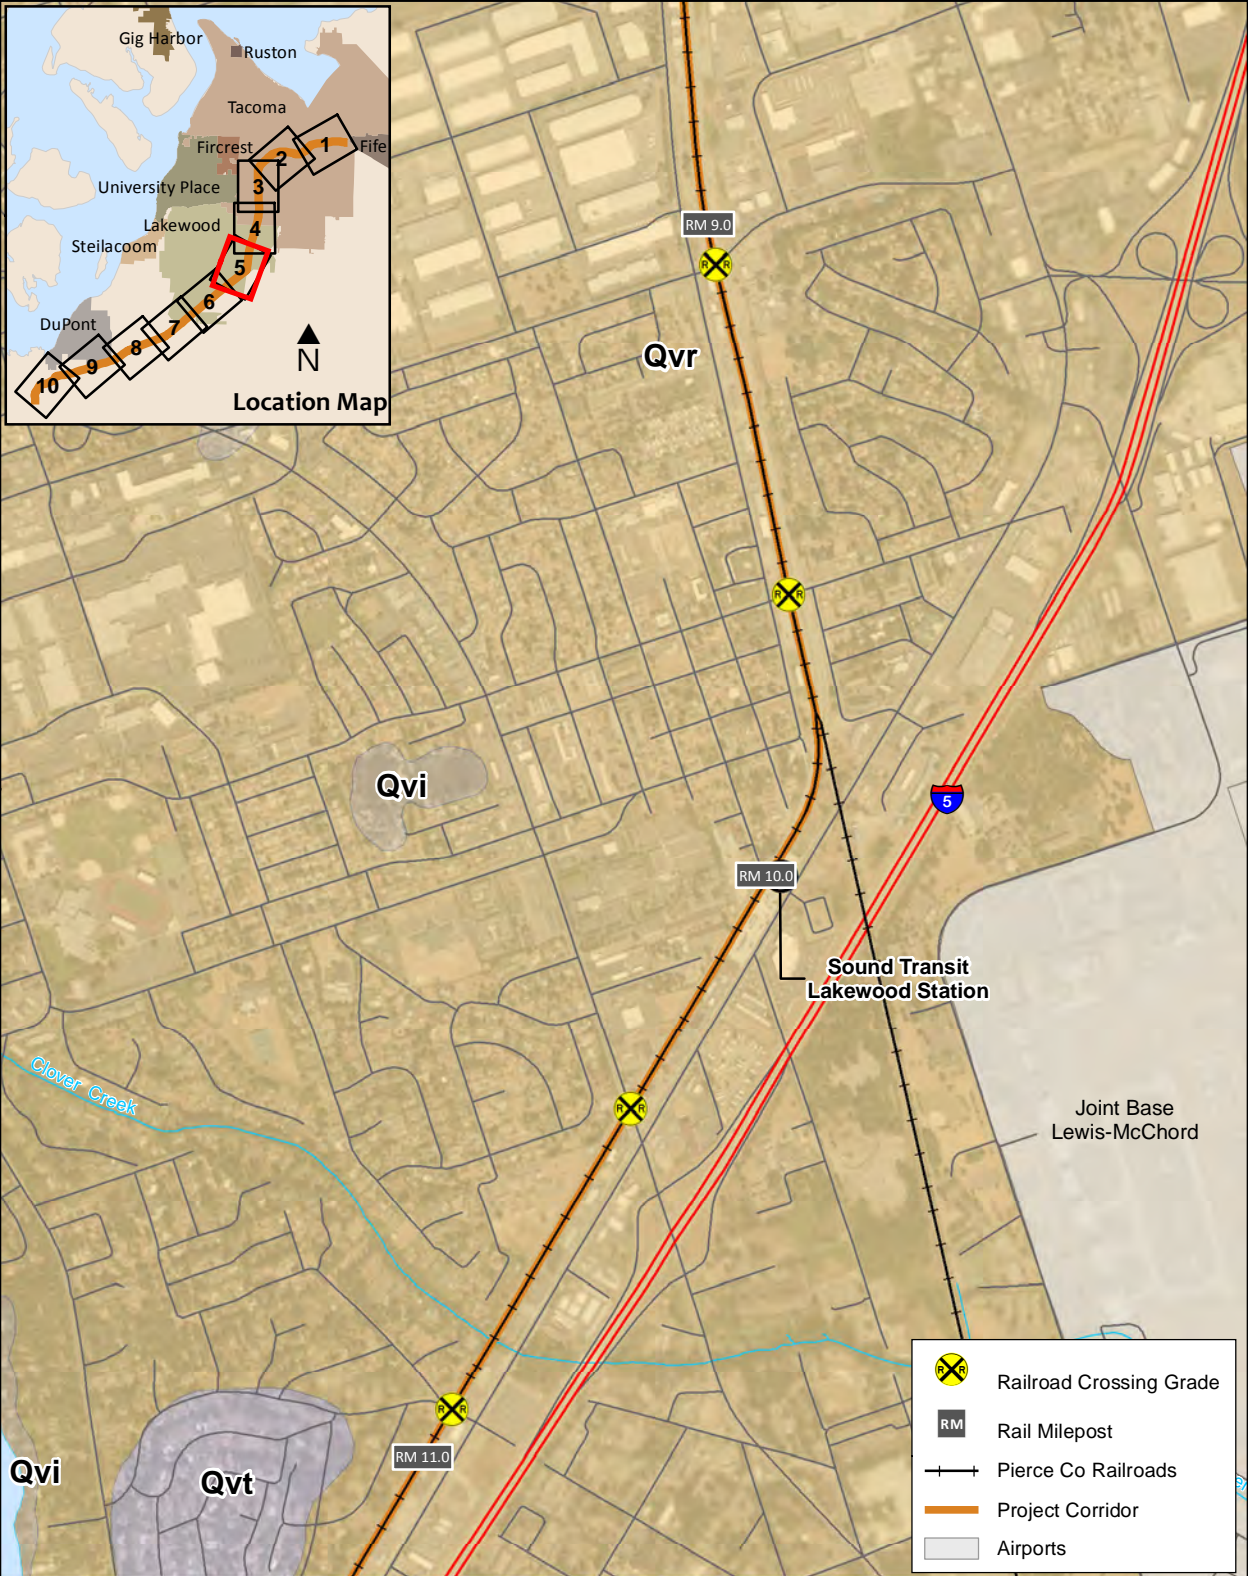 Gig Harbor
Ruston
Tacoma
Fircrest
2
1
Fife
University Place
3
Lakewood
4
Steilacoom
5
6
DuPont
7
8
9
10
N
Location Map
RM 9.0
R R
Qvr
R R
Qvi
5
RM 10.0
Sound Transit
Lakewood Station
Clover Creek
R R
Joint Base
Lewis-McChord
R R
RM 11.0
Qvi
Qvt
R R
Railroad Crossing Grade
RM
Rail Milepost
Pierce Co Railroads
Project Corridor
Airports